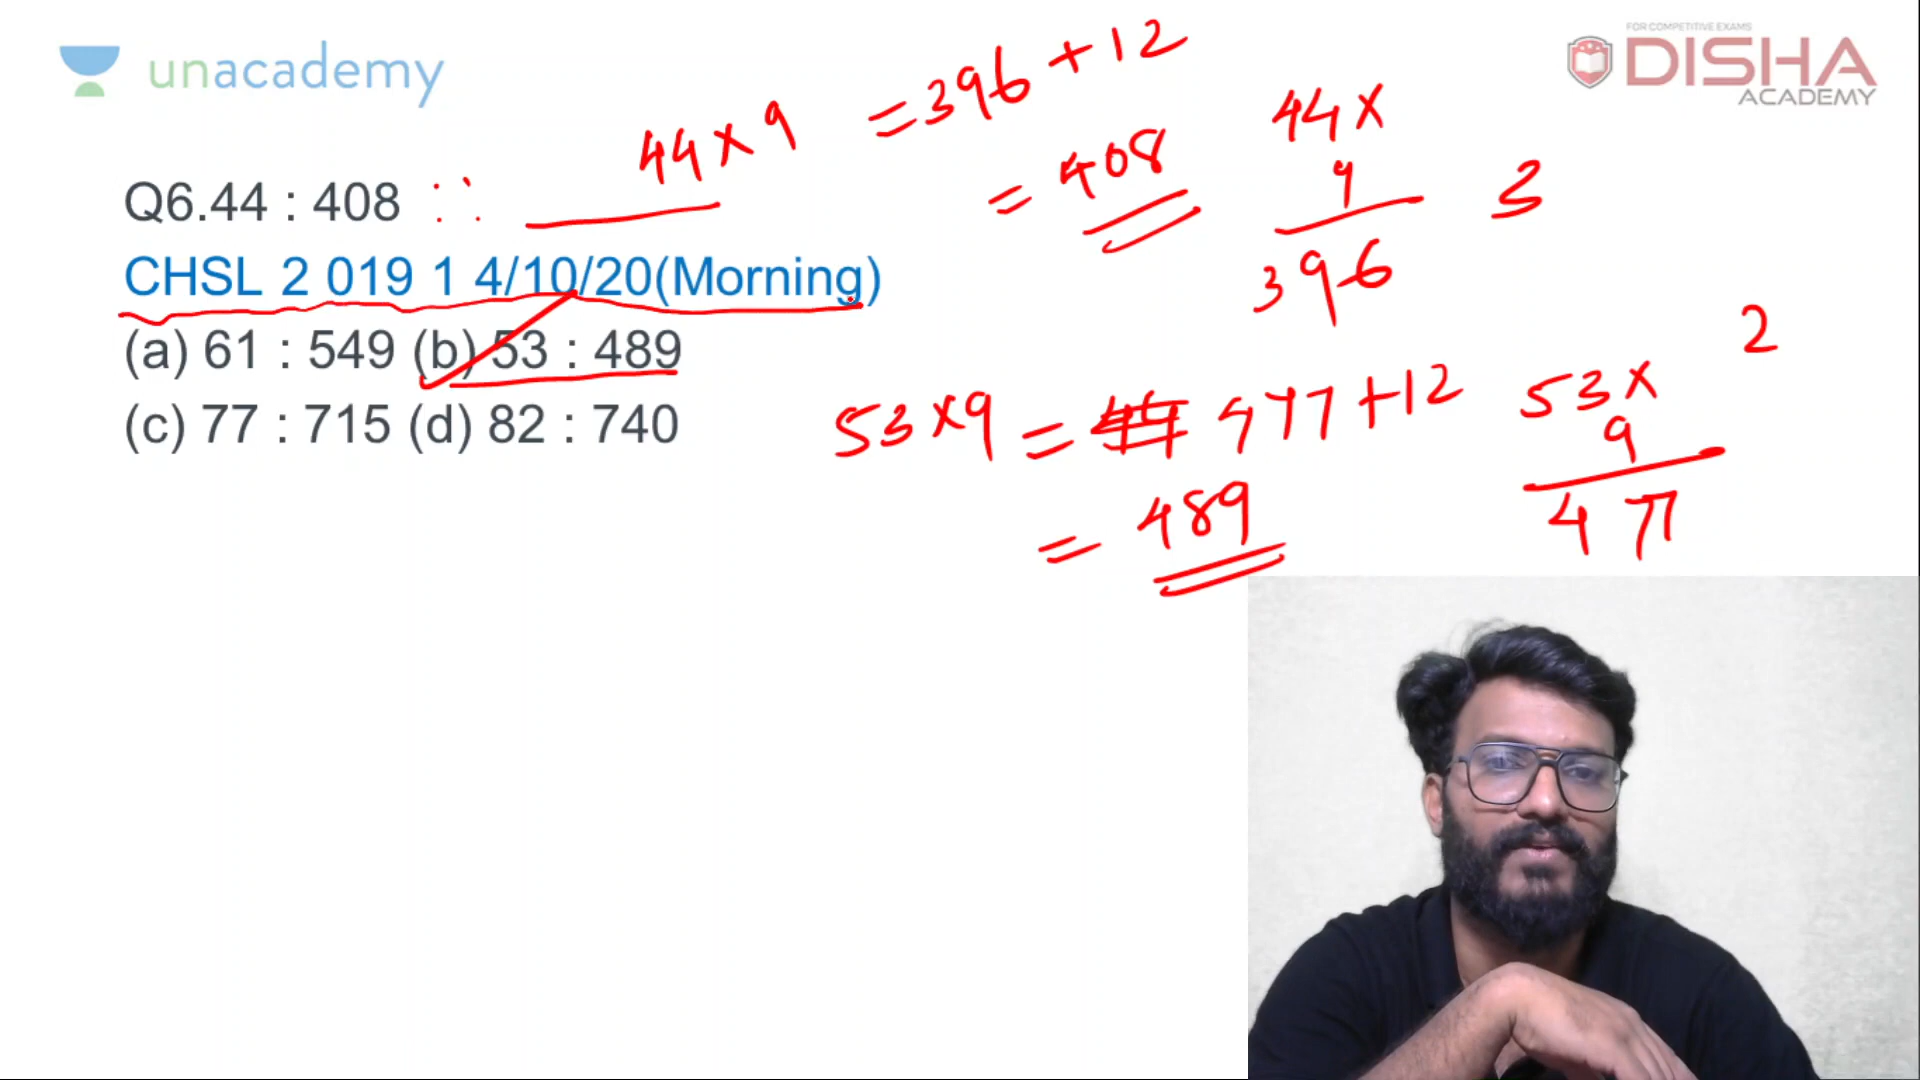 unacademy
FOR COMPETITIVE EXAMS
DISHA
ACADEMY
Q6.44 : 408
CHSL 2 019 1 4/10/20(Morning)
(a) 61 : 549 (b) 53 : 489
(c) 77 : 715 (d) 82 : 740
44 x 9 = 396 + 12
= 408
44 x
9
396
3
53 x 9 = 477 + 12
= 489
53 x
9
477
2